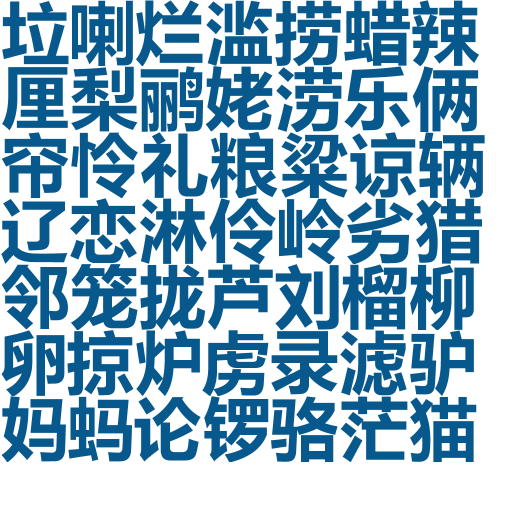 垃喇烂滥捞蜡辣
厘梨鹂姥涝乐俩
帘怜礼粮粱谅辆
辽恋淋伶岭劣猎
邻笼拢芦刘榴柳
卵掠炉虏录滤驴
妈蚂论锣骆茫猫